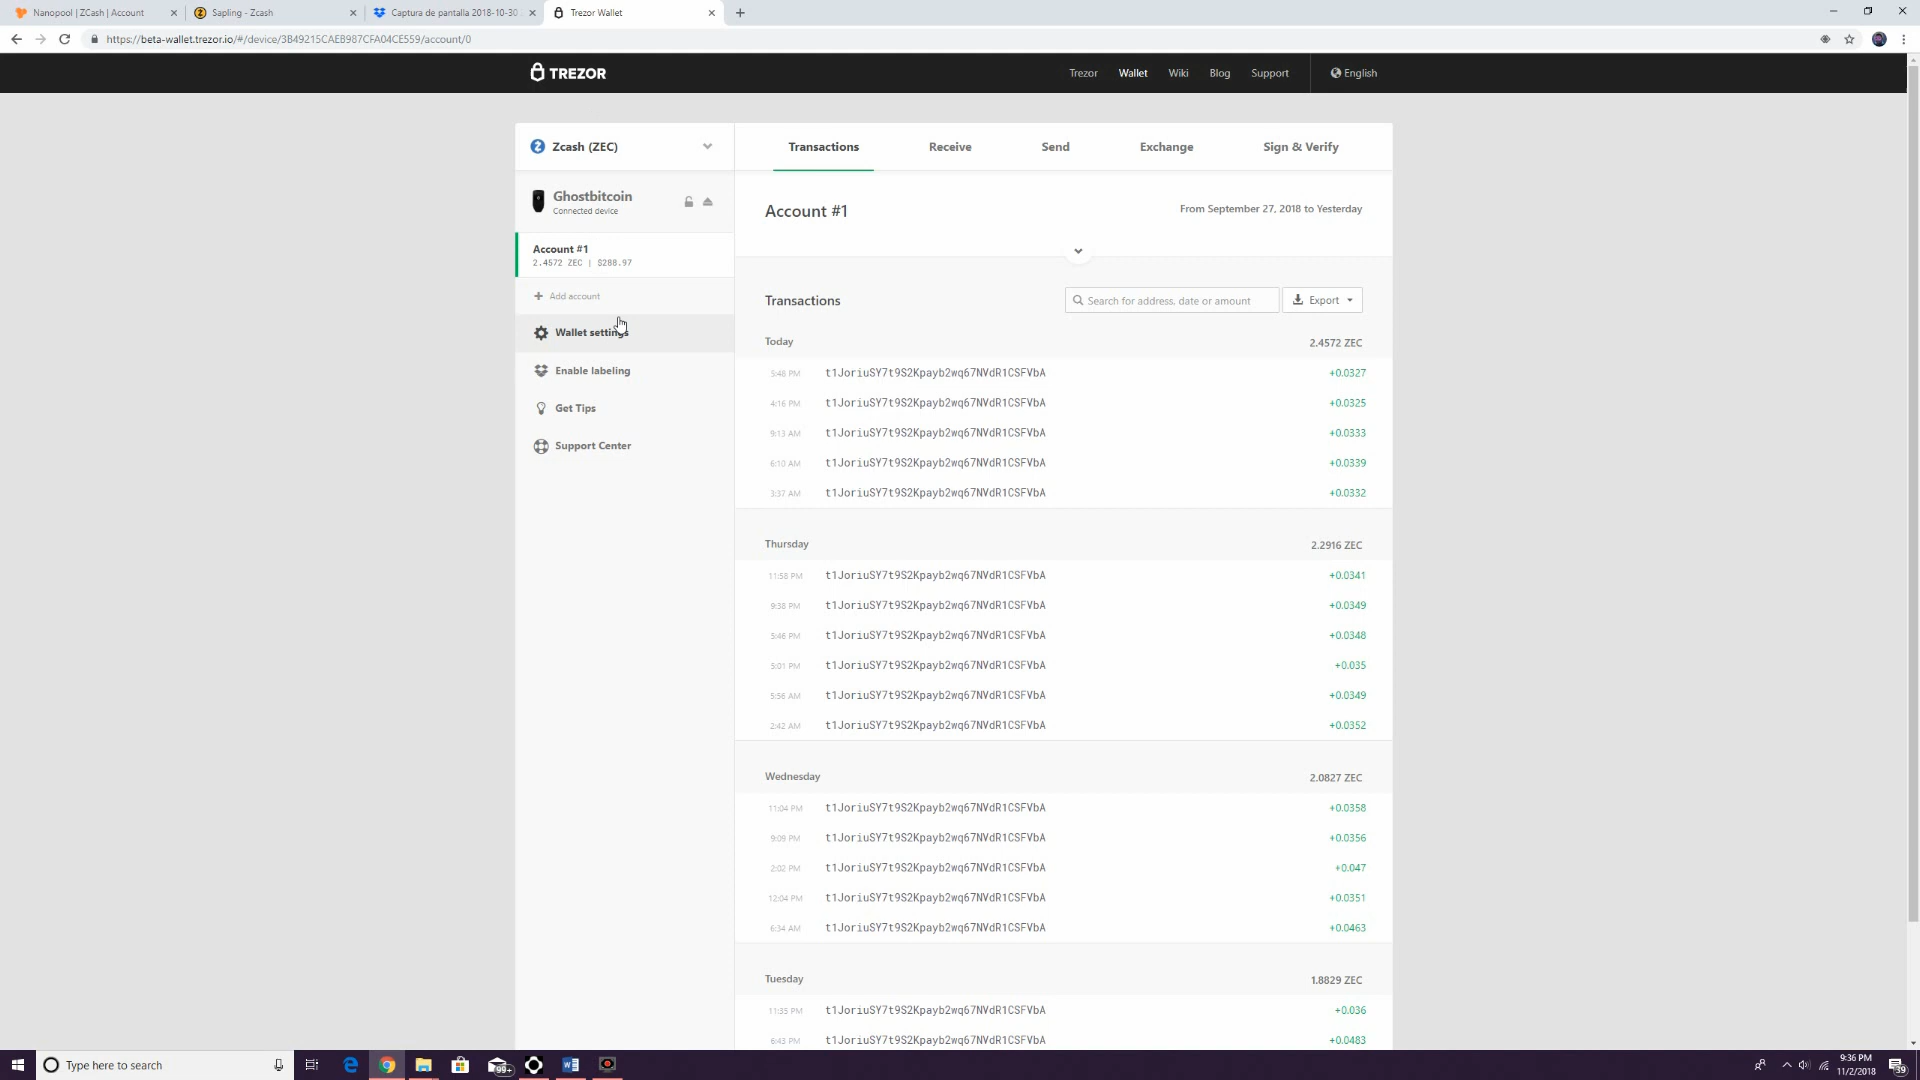 Nanopool | ZCash | Account
Sapling - Zcash
Captura de pantalla 2018-10-30
Trezor Wallet
https://beta-wallet.trezor.io/#/device/3B49215CAEB987CFA04CE559/account/0
TREZOR
Trezor
Wallet
Wiki
Blog
Support
English
Zcash (ZEC)
Transactions
Receive
Send
Exchange
Sign & Verify
Ghostbitcoin
Connected device
Account #1
From September 27, 2018 to Yesterday
Account #1
2.4572 ZEC | $288.97
Add account
Wallet settings
Enable labeling
Get Tips
Support Center
Transactions
Search for address, date or amount
Export
Today 2.4572 ZEC
5:48 PM t1JoriuSY7t9S2Kpayb2wq67NVdR1CSFVbA +0.0327
4:16 PM t1JoriuSY7t9S2Kpayb2wq67NVdR1CSFVbA +0.0325
9:13 AM t1JoriuSY7t9S2Kpayb2wq67NVdR1CSFVbA +0.0333
6:10 AM t1JoriuSY7t9S2Kpayb2wq67NVdR1CSFVbA +0.0339
3:37 AM t1JoriuSY7t9S2Kpayb2wq67NVdR1CSFVbA +0.0332
Thursday 2.2916 ZEC
11:58 PM t1JoriuSY7t9S2Kpayb2wq67NVdR1CSFVbA +0.0341
9:38 PM t1JoriuSY7t9S2Kpayb2wq67NVdR1CSFVbA +0.0349
5:46 PM t1JoriuSY7t9S2Kpayb2wq67NVdR1CSFVbA +0.0348
5:01 PM t1JoriuSY7t9S2Kpayb2wq67NVdR1CSFVbA +0.035
5:56 AM t1JoriuSY7t9S2Kpayb2wq67NVdR1CSFVbA +0.0349
2:42 AM t1JoriuSY7t9S2Kpayb2wq67NVdR1CSFVbA +0.0352
Wednesday 2.0827 ZEC
11:04 PM t1JoriuSY7t9S2Kpayb2wq67NVdR1CSFVbA +0.0358
9:09 PM t1JoriuSY7t9S2Kpayb2wq67NVdR1CSFVbA +0.0356
2:02 PM t1JoriuSY7t9S2Kpayb2wq67NVdR1CSFVbA +0.047
12:04 PM t1JoriuSY7t9S2Kpayb2wq67NVdR1CSFVbA +0.0351
6:34 AM t1JoriuSY7t9S2Kpayb2wq67NVdR1CSFVbA +0.0463
Tuesday 1.8829 ZEC
11:35 PM t1JoriuSY7t9S2Kpayb2wq67NVdR1CSFVbA +0.036
6:43 PM t1JoriuSY7t9S2Kpayb2wq67NVdR1CSFVbA +0.0483
Type here to search
99+
9:36 PM
11/2/2018
39